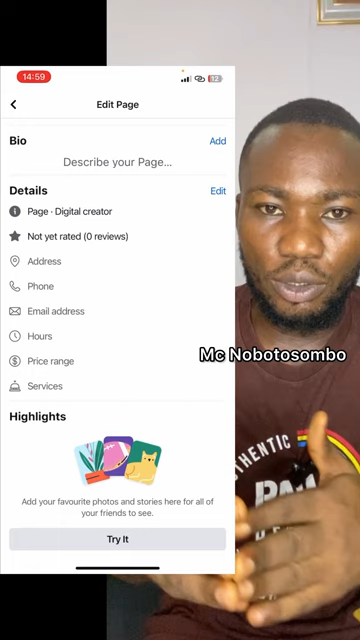 14:59
12
Edit Page
Bio
Add
Describe your Page...
Details
Edit
Page · Digital creator
Not yet rated (0 reviews)
Address
Phone
Email address
Hours
Price range
Services
Mc Nobotosombo
Highlights
Add your favourite photos and stories here for all of
your friends to see.
Try It